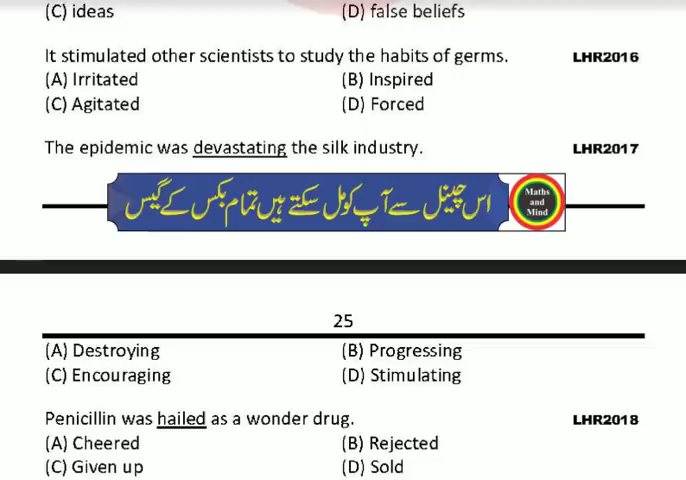 (C) ideas (D) false beliefs
It stimulated other scientists to study the habits of germs. LHR2016
(A) Irritated (B) Inspired
(C) Agitated (D) Forced
The epidemic was devastating the silk industry. LHR2017
اس چینل سے آپ کو مل سکتے ہیں تمام بکس کے گیس
Maths
and
Mind
25
(A) Destroying (B) Progressing
(C) Encouraging (D) Stimulating
Penicillin was hailed as a wonder drug. LHR2018
(A) Cheered (B) Rejected
(C) Given up (D) Sold